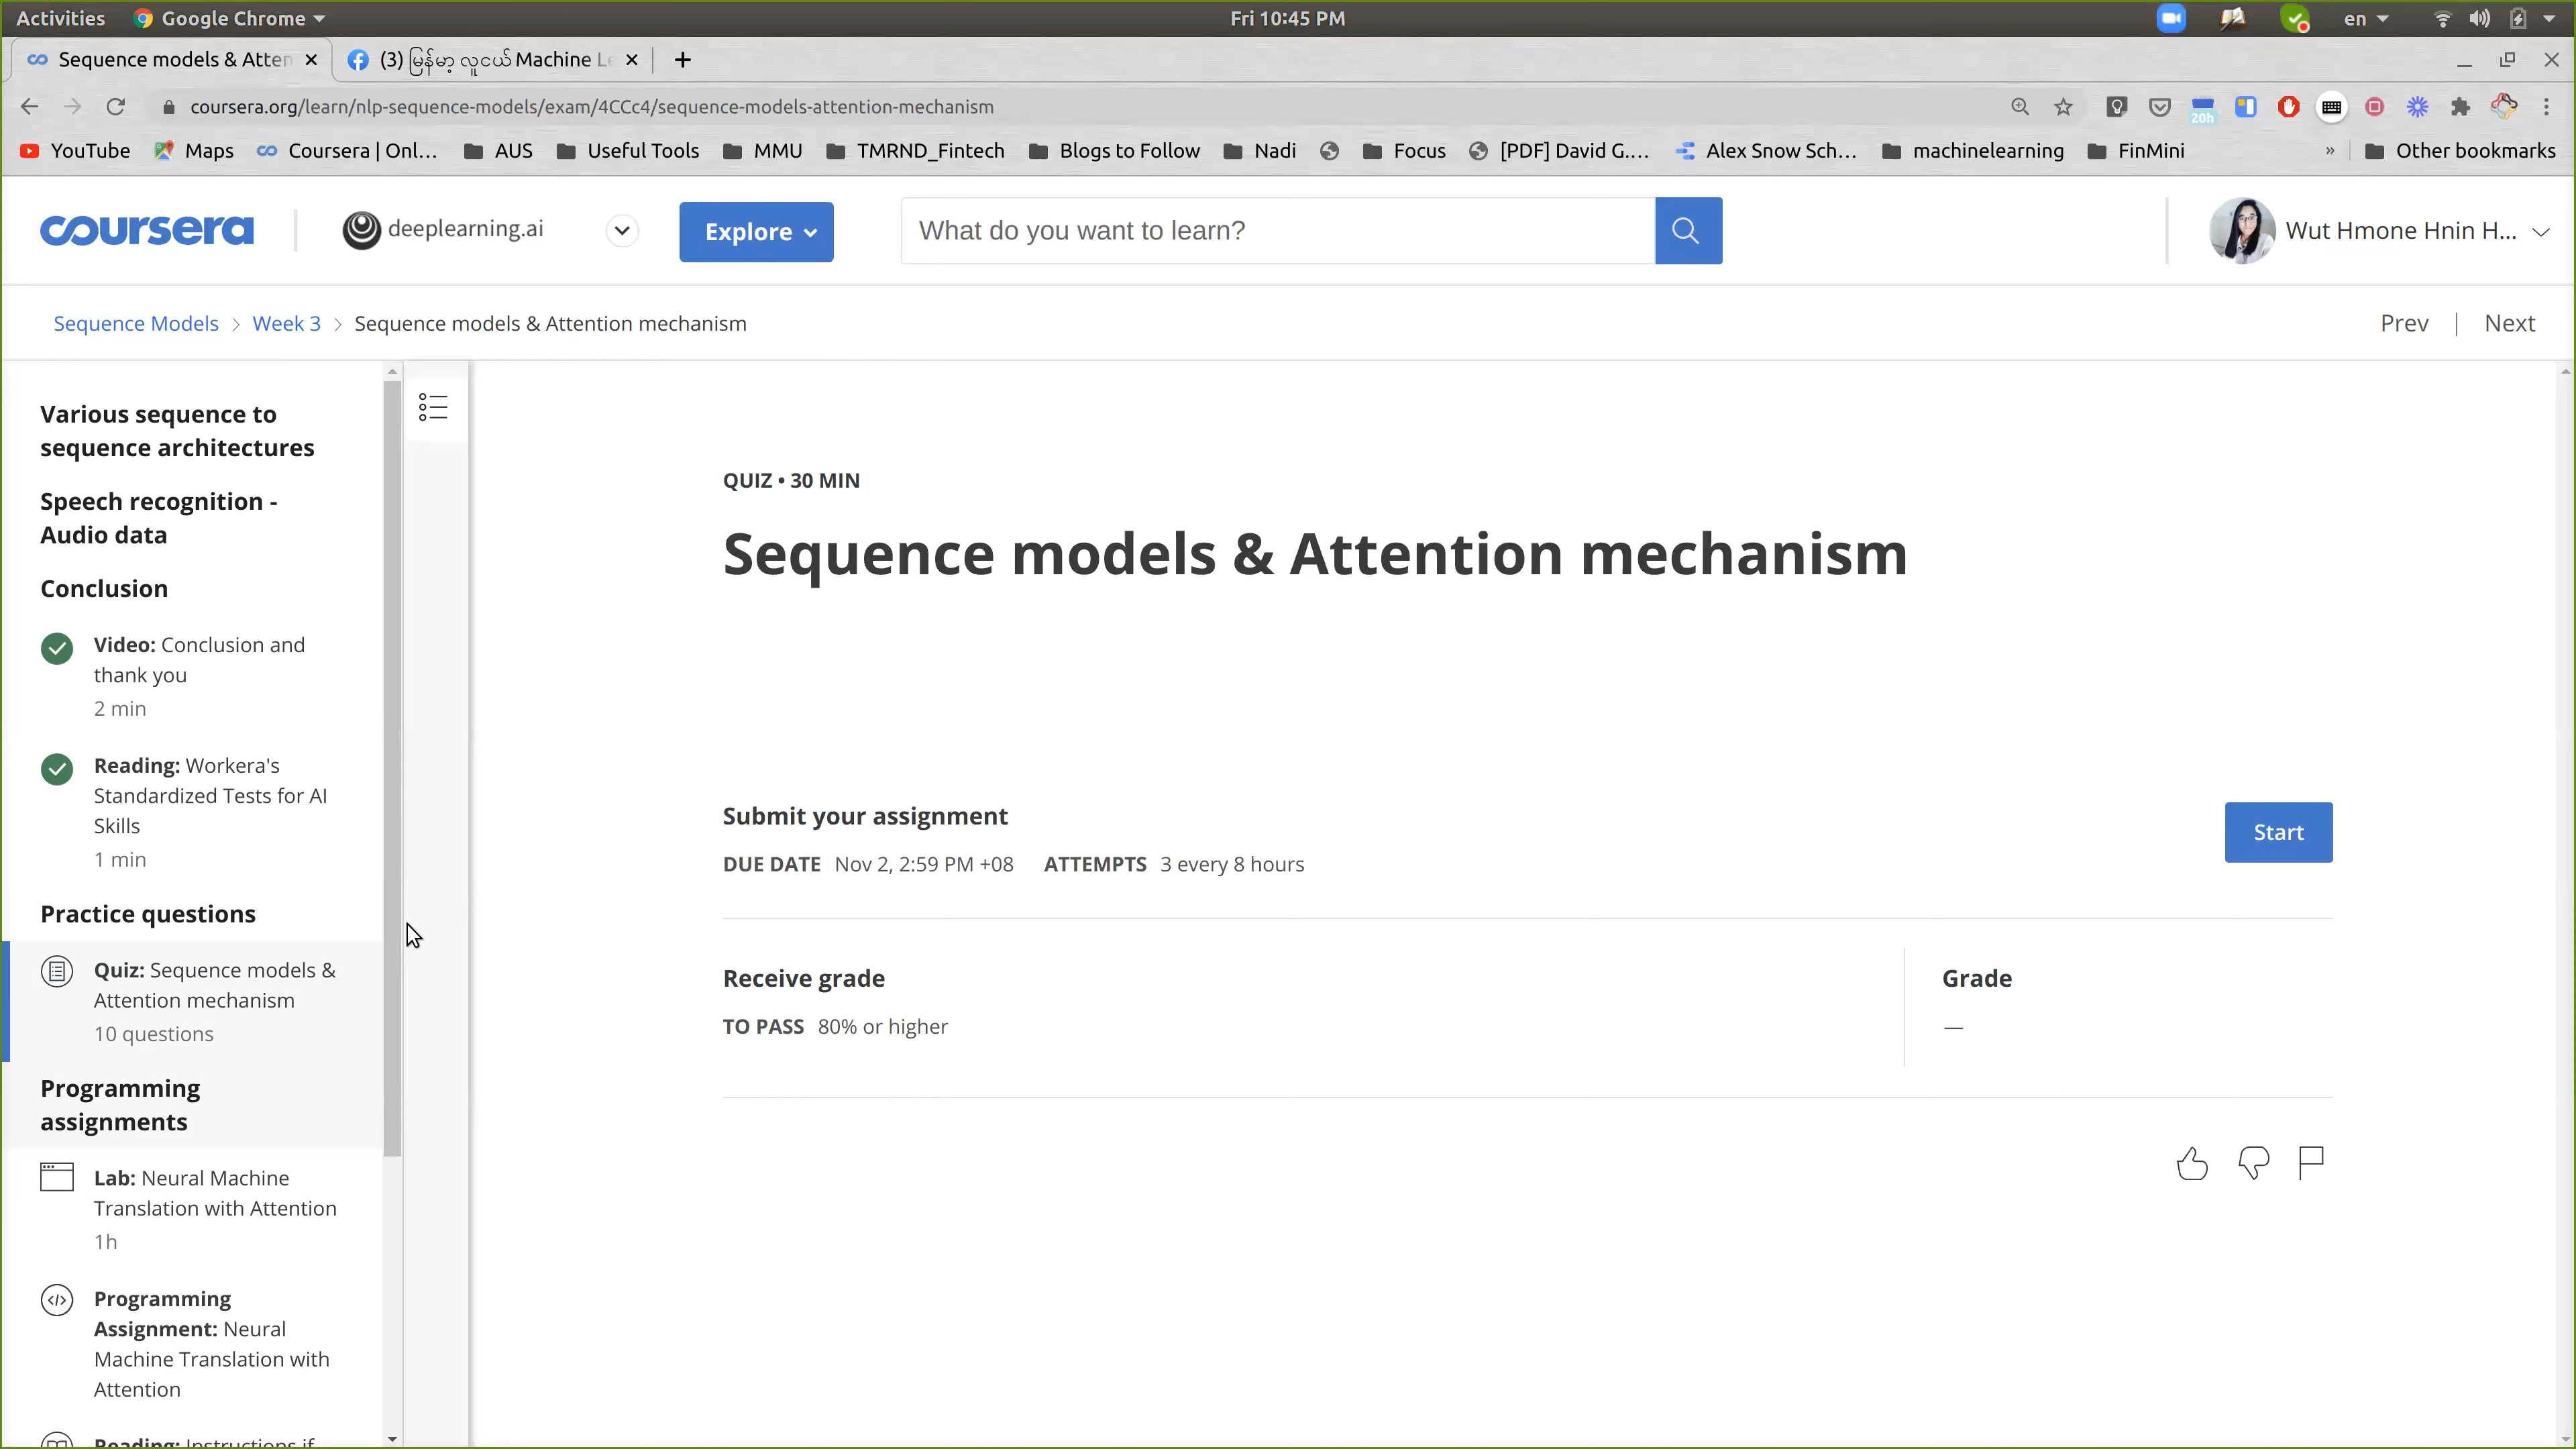 Activities Google Chrome Fri 10:45 PM en
Sequence models & Atten (3) မြန်မာ့ လူငယ် Machine Le
coursera.org/learn/nlp-sequence-models/exam/4CCc4/sequence-models-attention-mechanism 20h
YouTube Maps Coursera | Onl... AUS Useful Tools MMU TMRND_Fintech Blogs to Follow Nadi Focus [PDF] David G.... Alex Snow Sch... machinelearning FinMini » Other bookmarks
coursera deeplearning.ai Explore What do you want to learn? Wut Hmone Hnin H...
Sequence Models > Week 3 > Sequence models & Attention mechanism Prev | Next
Various sequence to
sequence architectures
Speech recognition -
Audio data
Conclusion
Video: Conclusion and
thank you
2 min
Reading: Workera's
Standardized Tests for AI
Skills
1 min
Practice questions
Quiz: Sequence models &
Attention mechanism
10 questions
Programming
assignments
Lab: Neural Machine
Translation with Attention
1h
Programming
Assignment: Neural
Machine Translation with
Attention
Reading: Instructions if
QUIZ • 30 MIN
Sequence models & Attention mechanism
Submit your assignment
DUE DATE Nov 2, 2:59 PM +08 ATTEMPTS 3 every 8 hours
Start
Receive grade
TO PASS 80% or higher
Grade
—